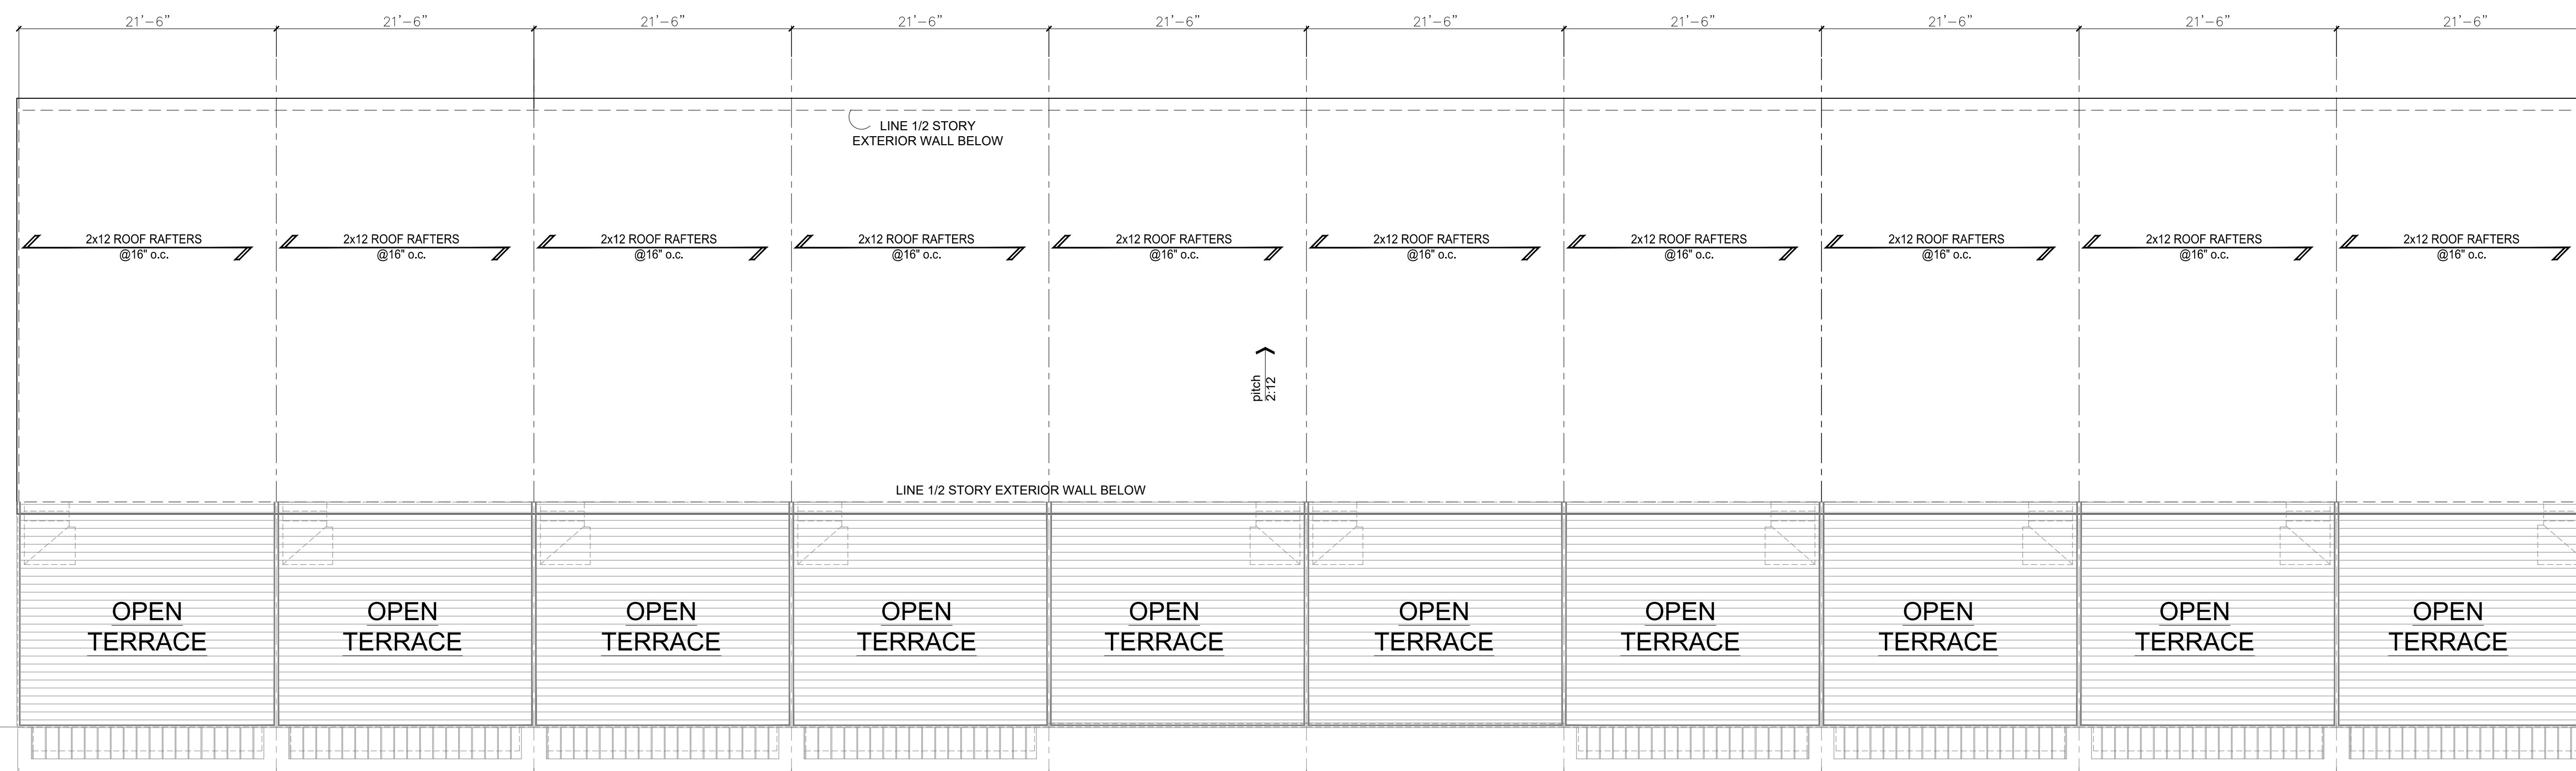 21'-6" 21'-6" 21'-6" 21'-6" 21'-6" 21'-6" 21'-6" 21'-6" 21'-6" 21'-6"
LINE 1/2 STORY
EXTERIOR WALL BELOW
2x12 ROOF RAFTERS 2x12 ROOF RAFTERS 2x12 ROOF RAFTERS 2x12 ROOF RAFTERS 2x12 ROOF RAFTERS 2x12 ROOF RAFTERS 2x12 ROOF RAFTERS 2x12 ROOF RAFTERS 2x12 ROOF RAFTERS 2x12 ROOF RAFTERS
@16" o.c. @16" o.c. @16" o.c. @16" o.c. @16" o.c. @16" o.c. @16" o.c. @16" o.c. @16" o.c. @16" o.c.
pitch
2:12
LINE 1/2 STORY EXTERIOR WALL BELOW
OPEN OPEN OPEN OPEN OPEN OPEN OPEN OPEN OPEN OPEN
TERRACE TERRACE TERRACE TERRACE TERRACE TERRACE TERRACE TERRACE TERRACE TERRACE